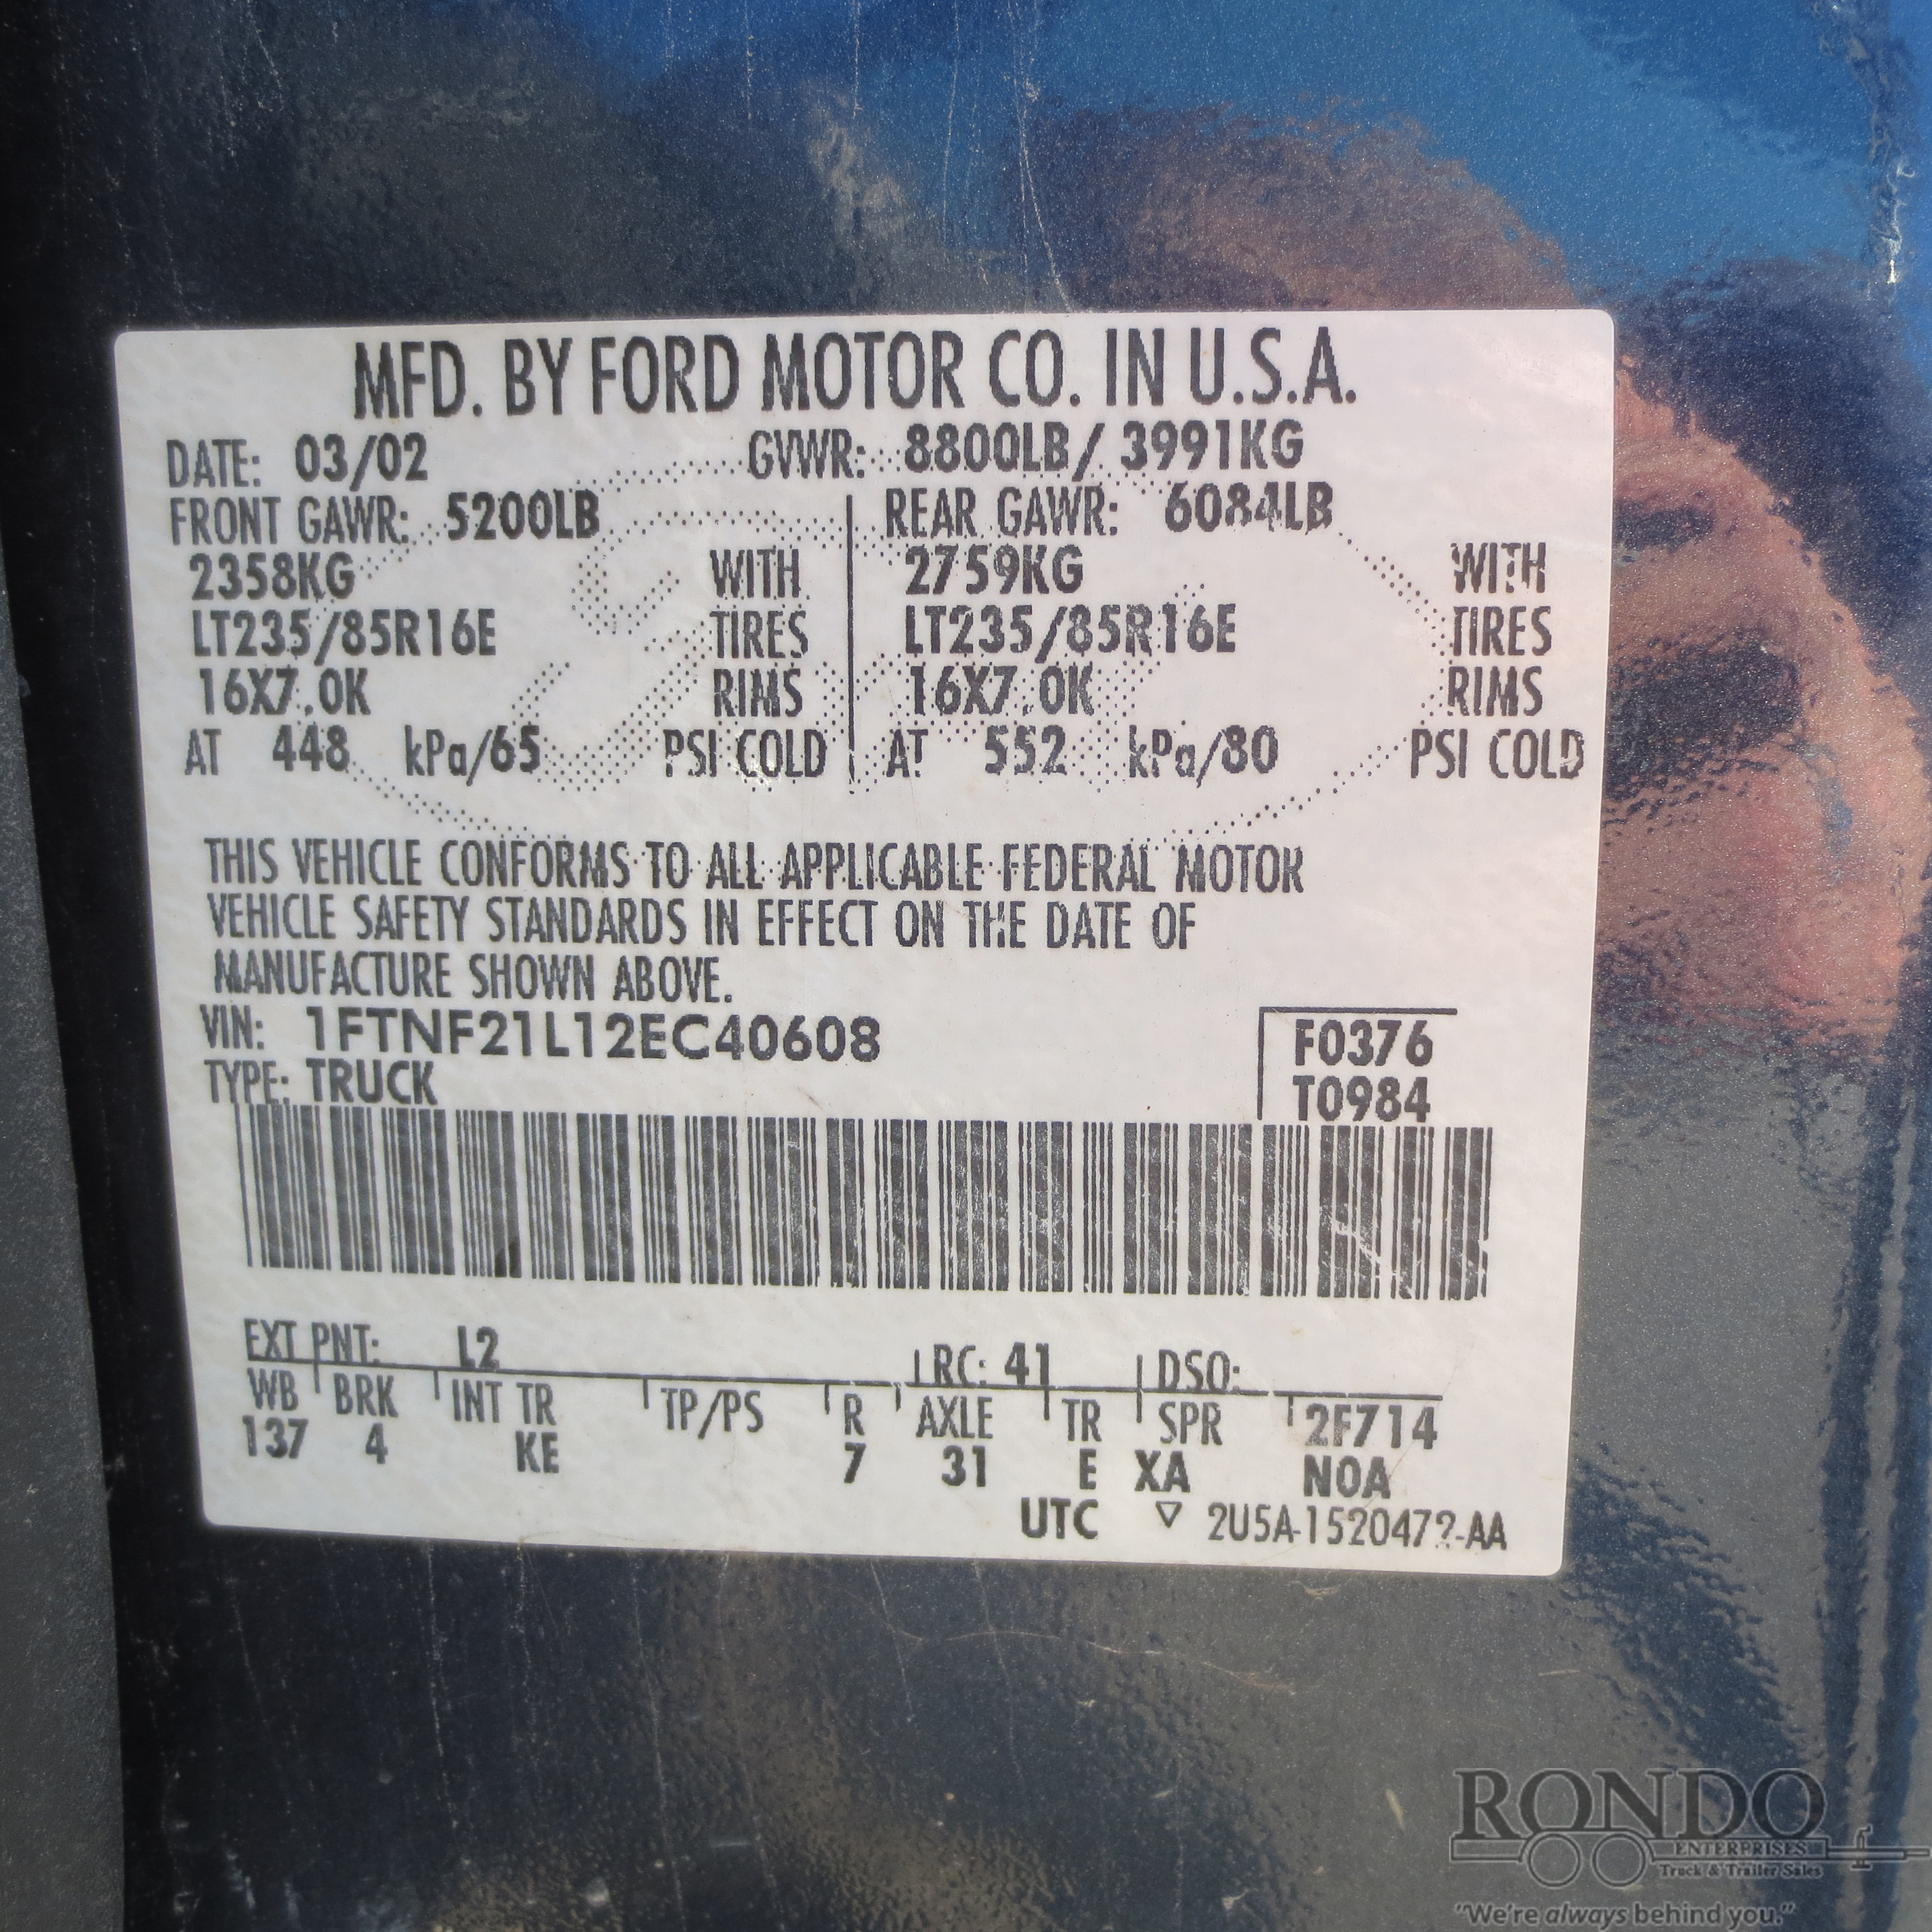 MFD. BY FORD MOTOR CO. IN U.S.A.
DATE: 03/02 GVWR: 8800LB/ 3991KG
FRONT GAWR: 5200LB REAR GAWR: 6084LB
2358KG WITH 2759KG WITH
LT235/85R16E TIRES LT235/85R16E TIRES
16X7.0K RIMS 16X7.0K RIMS
AT 448 kPa/65 PSI COLD AT 552 kPa/80 PSI COLD
THIS VEHICLE CONFORMS TO ALL APPLICABLE FEDERAL MOTOR
VEHICLE SAFETY STANDARDS IN EFFECT ON THE DATE OF
MANUFACTURE SHOWN ABOVE.
VIN: 1FTNF21L12EC40608 F0376
TYPE: TRUCK T0984
EXT PNT: L2 RC: 41 DSO:
WB BRK INT TR TP/PS R AXLE TR SPR 2F714
137 4 KE 7 31 E XA NOA
UTC ▽ 2U5A-1520472-AA
RONDO
ENTERPRISES
Truck & Trailer Sales
"We're always behind you."